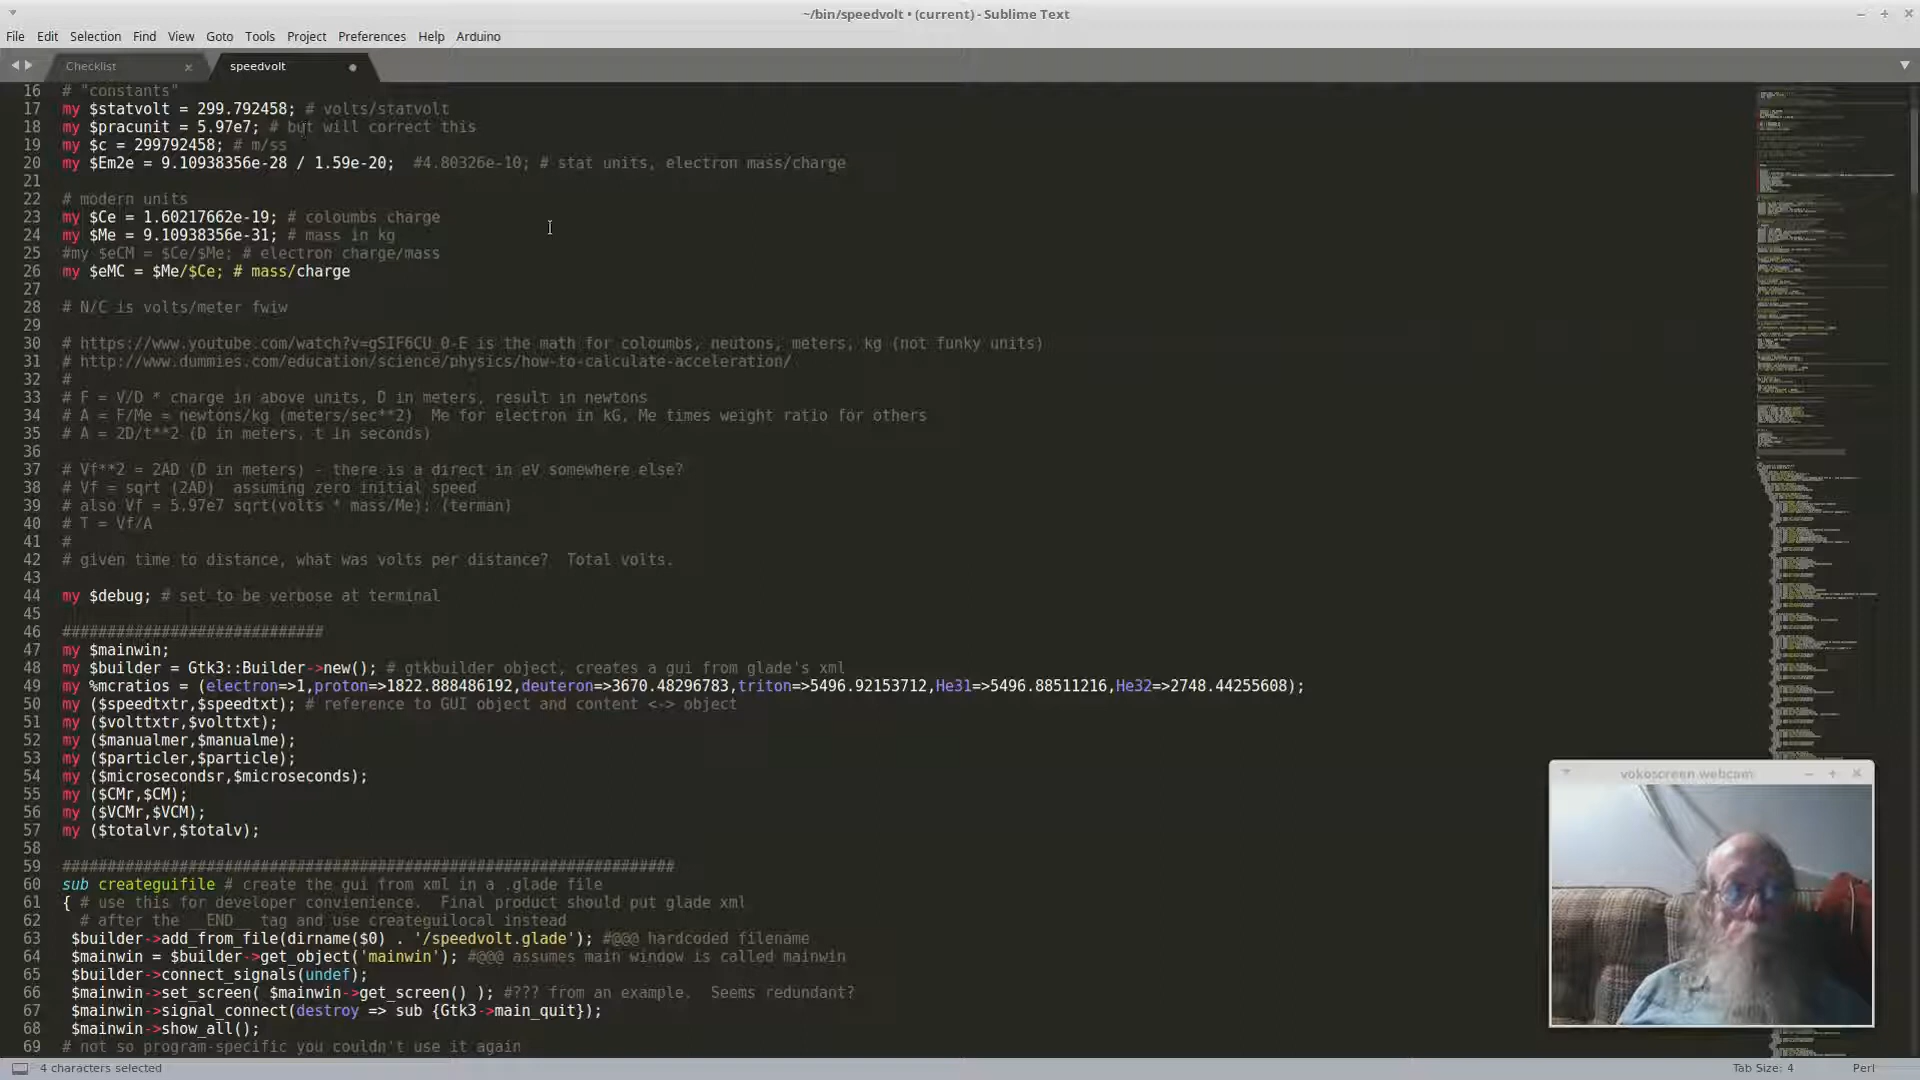 ~/bin/speedvolt • (current) - Sublime Text
File Edit Selection Find View Goto Tools Project Preferences Help Arduino
Checklist × speedvolt
16 # "constants"
17 my $statvolt = 299.792458; # volts/statvolt
18 my $pracunit = 5.97e7; # but will correct this
19 my $c = 299792458; # m/ss
20 my $Em2e = 9.10938356e-28 / 1.59e-20;  #4.80326e-10; # stat units, electron mass/charge
21
22 # modern units
23 my $Ce = 1.60217662e-19; # coloumbs charge
24 my $Me = 9.10938356e-31; # mass in kg
25 #my $eCM = $Ce/$Me; # electron charge/mass
26 my $eMC = $Me/$Ce; # mass/charge
27
28 # N/C is volts/meter fwiw
29
30 # https://www.youtube.com/watch?v=gSIF6CU_0-E is the math for coloumbs, neutons, meters, kg (not funky units)
31 # http://www.dummies.com/education/science/physics/how-to-calculate-acceleration/
32 #
33 # F = V/D * charge in above units, D in meters, result in newtons
34 # A = F/Me = newtons/kg (meters/sec**2)  Me for electron in kG, Me times weight ratio for others
35 # A = 2D/t**2 (D in meters, t in seconds)
36
37 # Vf**2 = 2AD (D in meters) - there is a direct in eV somewhere else?
38 # Vf = sqrt (2AD)  assuming zero initial speed
39 # also Vf = 5.97e7 sqrt(volts * mass/Me); (terman)
40 # T = Vf/A
41 #
42 # given time to distance, what was volts per distance?  Total volts.
43
44 my $debug; # set to be verbose at terminal
45
46 #############################
47 my $mainwin;
48 my $builder = Gtk3::Builder->new(); # gtkbuilder object, creates a gui from glade's xml
49 my %mcratios = (electron=>1,proton=>1822.888486192,deuteron=>3670.48296783,triton=>5496.92153712,He31=>5496.88511216,He32=>2748.44255608);
50 my ($speedtxtr,$speedtxt); # reference to GUI object and content <-> object
51 my ($volttxtr,$volttxt);
52 my ($manualmer,$manualme);
53 my ($particler,$particle);
54 my ($microsecondsr,$microseconds);
55 my ($CMr,$CM);
56 my ($VCMr,$VCM);
57 my ($totalvr,$totalv);
58
59 ####################################################################
60 sub createguifile # create the gui from xml in a .glade file
61 { # use this for developer convienence.  Final product should put glade xml
62   # after the __END__ tag and use createguilocal instead
63  $builder->add_from_file(dirname($0) . '/speedvolt.glade'); #@@@ hardcoded filename
64  $mainwin = $builder->get_object('mainwin'); #@@@ assumes main window is called mainwin
65  $builder->connect_signals(undef);
66  $mainwin->set_screen( $mainwin->get_screen() ); #??? from an example.  Seems redundant?
67  $mainwin->signal_connect(destroy => sub {Gtk3->main_quit});
68  $mainwin->show_all();
69 # not so program-specific you couldn't use it again
vokoscreen webcam
4 characters selected
Tab Size: 4 Perl